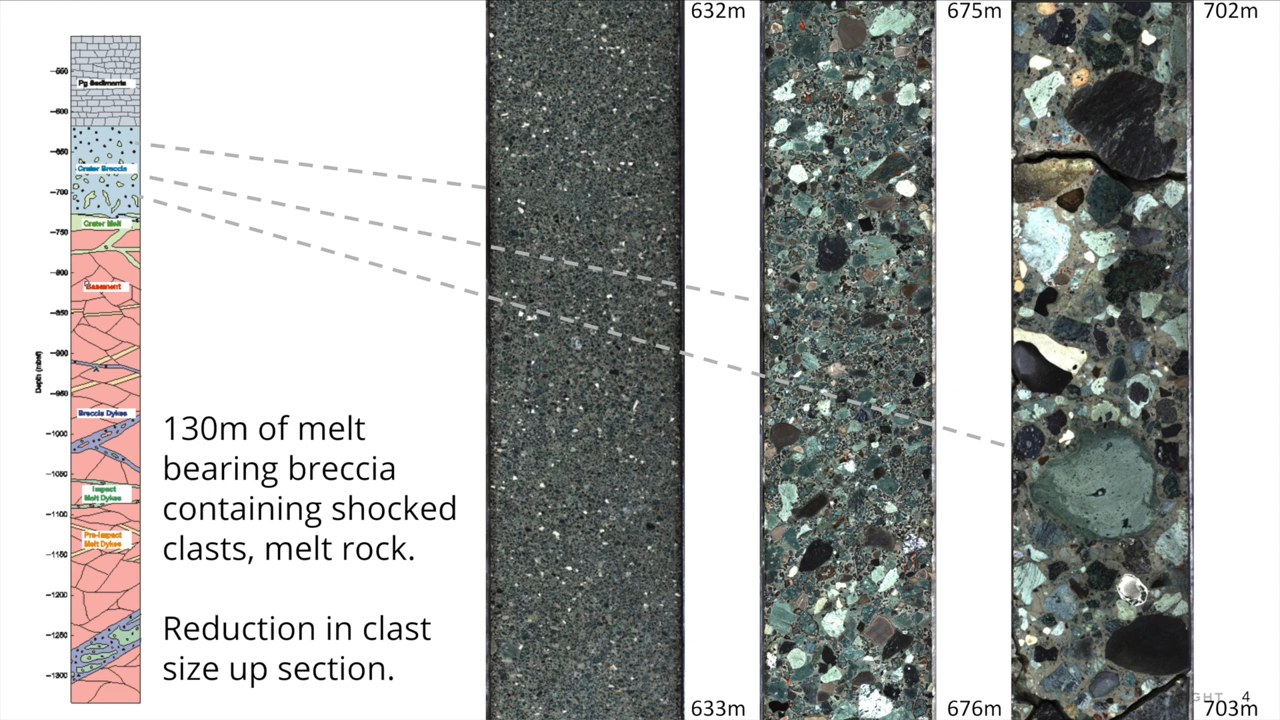 632m
675m
702m
-550
Pg Sediments
-600
-650
Crater Breccia
-700
Crater Melt
-750
-800
Basement
-850
-900
Depth (mbsf)
-950
Breccia Dykes
-1000
-1050
Impact
Melt Dykes
-1100
Pre-Impact
Melt Dykes
-1150
-1200
-1250
-1300
130m of melt
bearing breccia
containing shocked
clasts, melt rock.
Reduction in clast
size up section.
4
633m
676m
703m